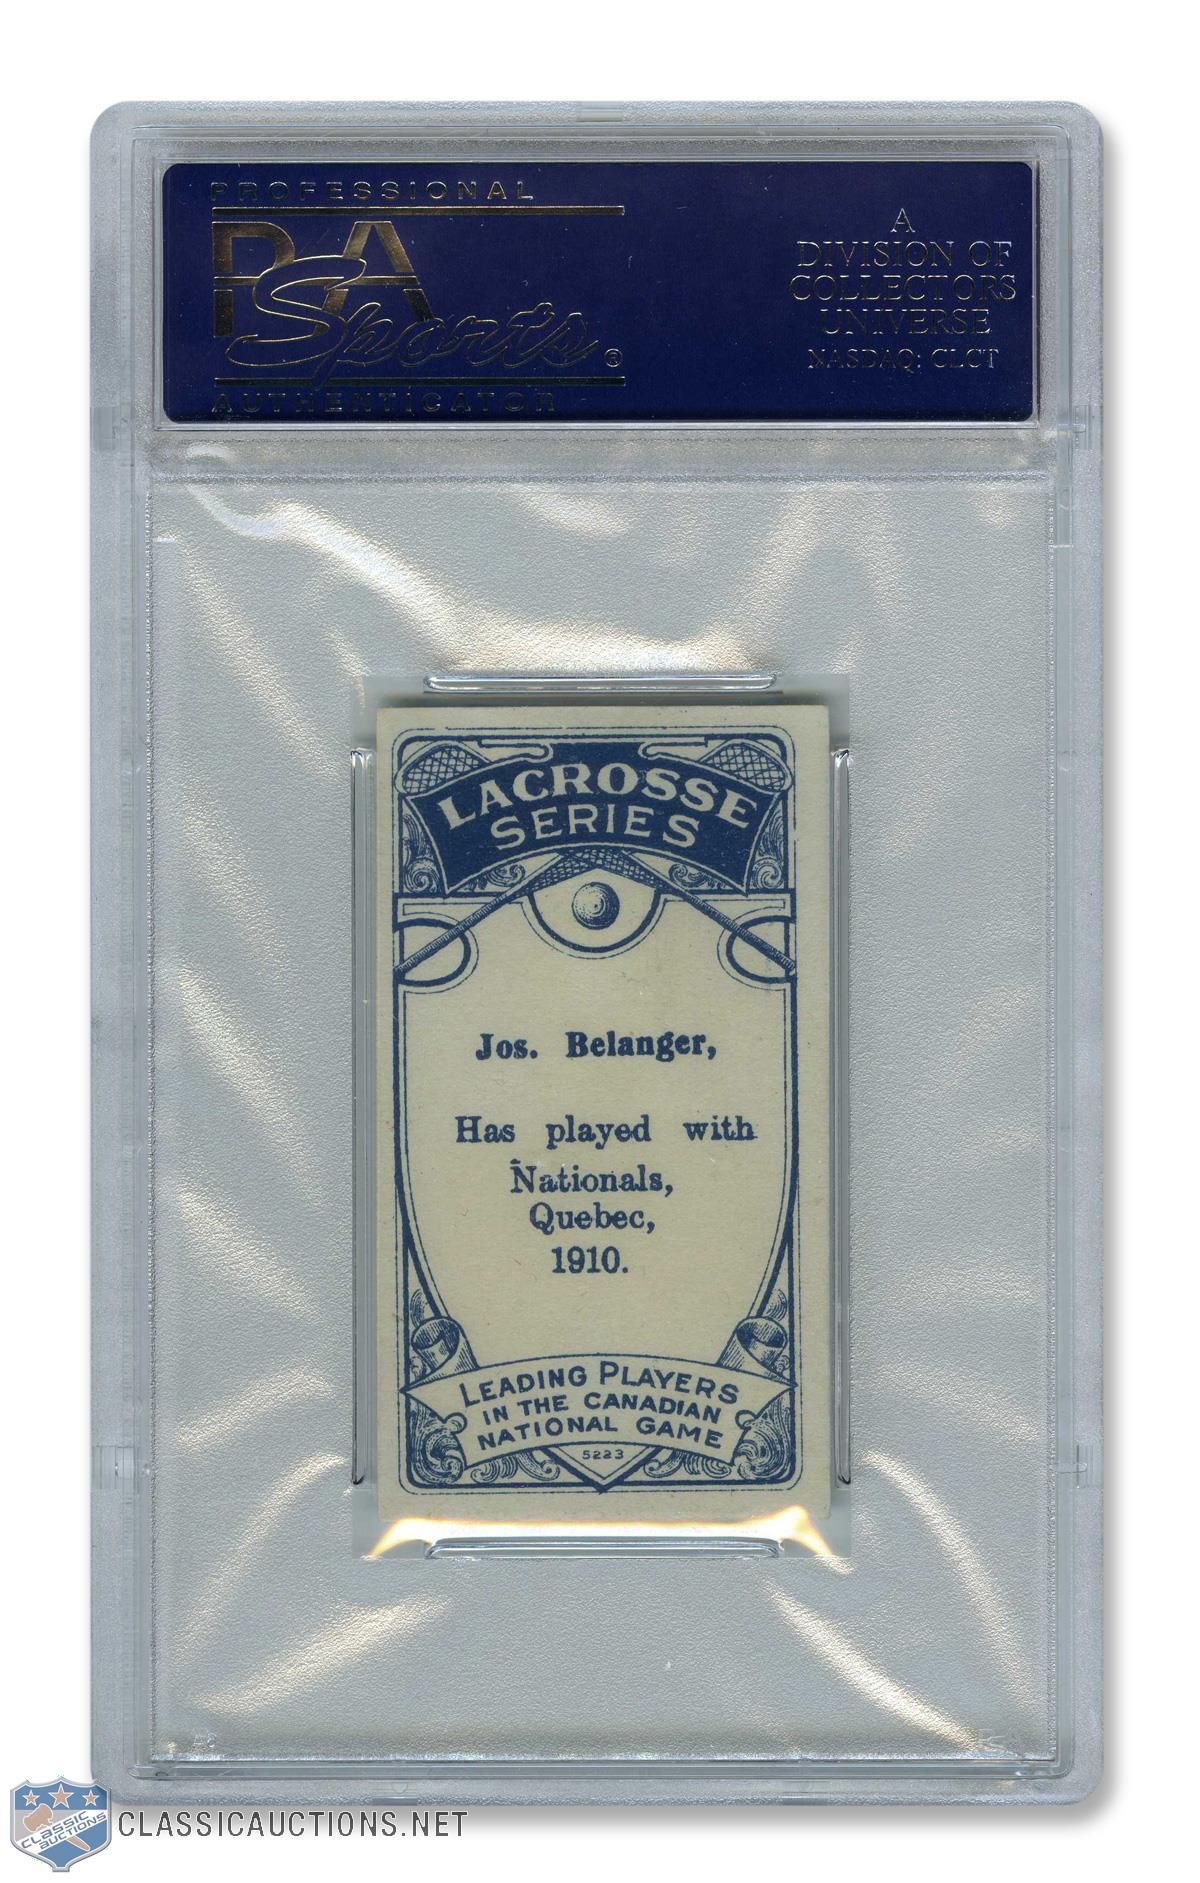 PROFESSIONAL
PSA
Sports®
AUTHENTICATOR
A
DIVISION OF
COLLECTORS
UNIVERSE
NASDAQ: CLCT
LACROSSE
SERIES
Jos. Belanger,
Has played with
Nationals,
Quebec,
1910.
LEADING PLAYERS
IN THE CANADIAN
NATIONAL GAME
5223
CLASSIC
AUCTIONS
CLASSICAUCTIONS.NET